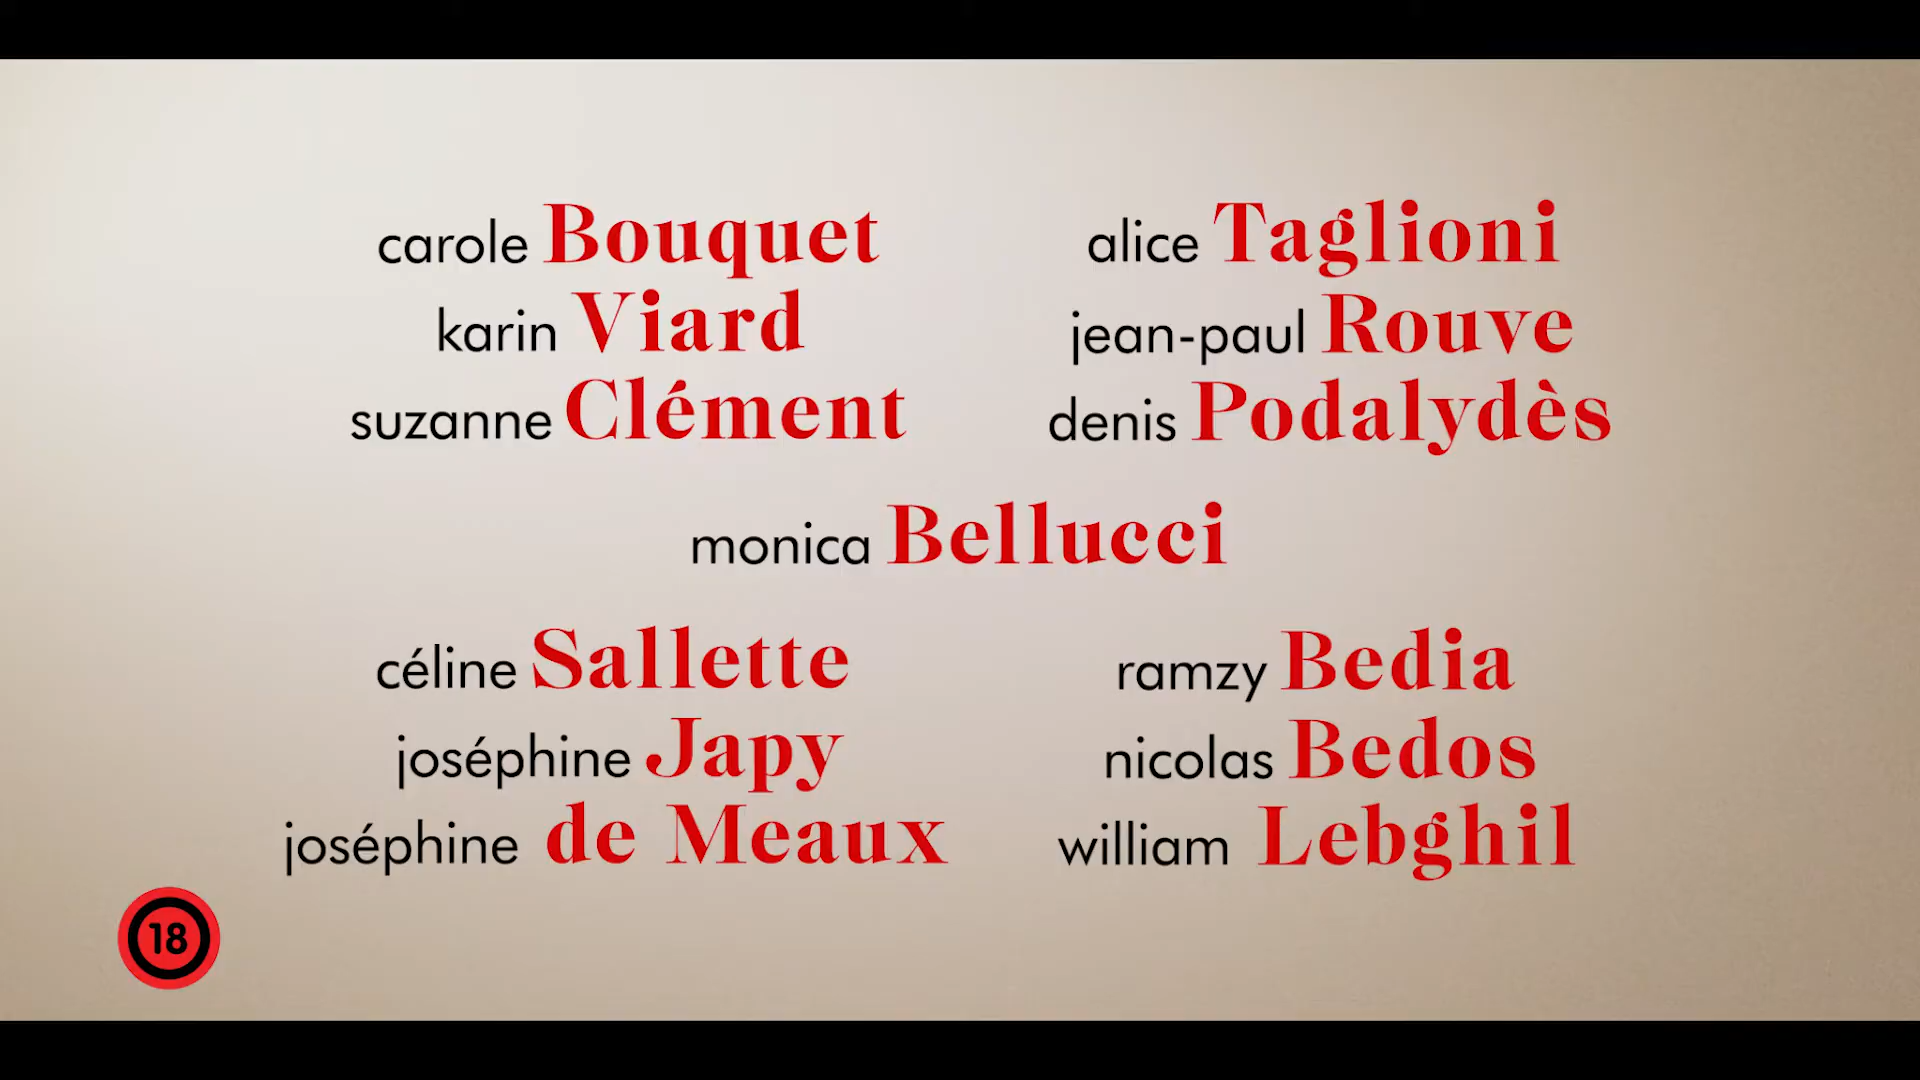 carole Bouquet
karin Viard
suzanne Clément
alice Taglioni
jean-paul Rouve
denis Podalydès
monica Bellucci
céline Sallette
joséphine Japy
joséphine de Meaux
ramzy Bedia
nicolas Bedos
william Lebghil
18